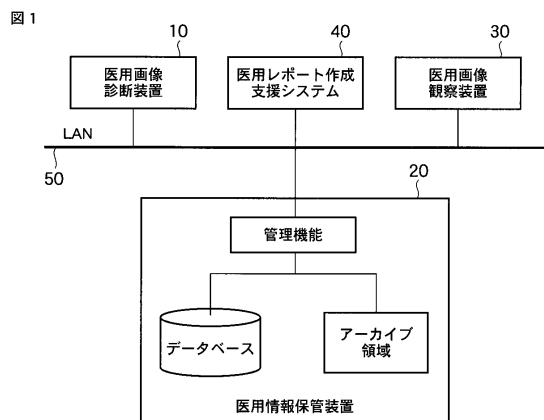 図1
10
40
30
医用画像
診断装置
医用レポート作成
支援システム
医用画像
観察装置
LAN
50
20
管理機能
データベース
アーカイブ
領域
医用情報保管装置